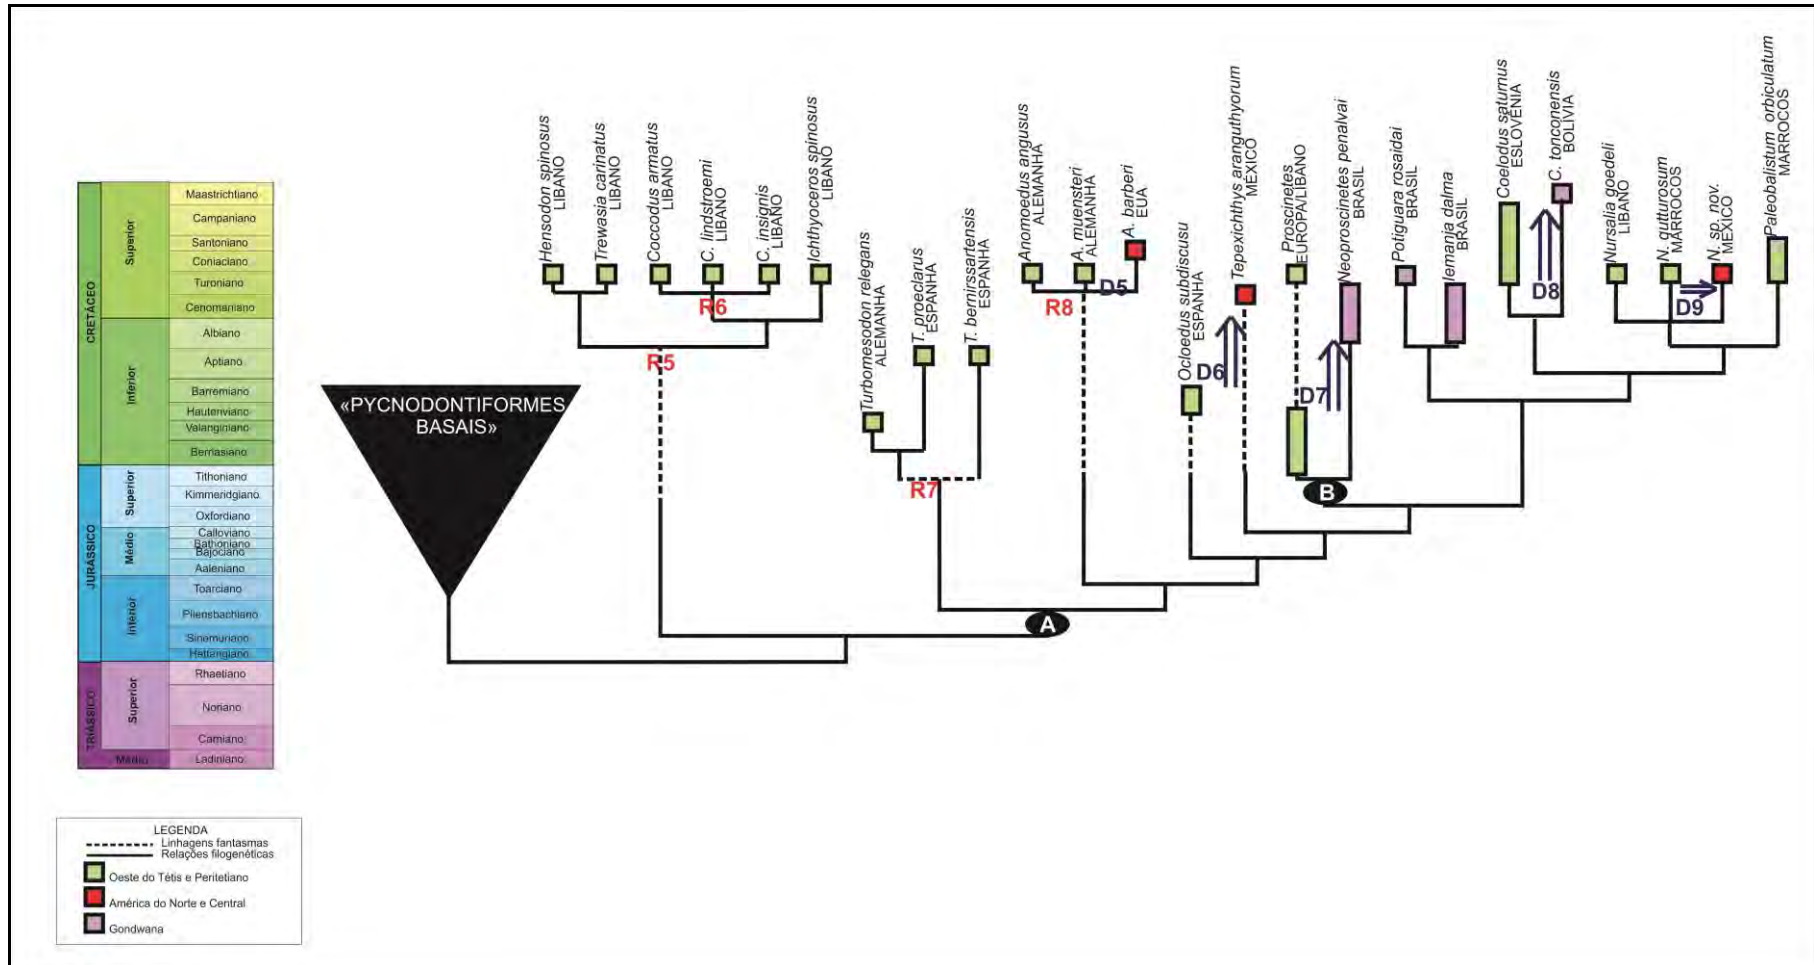 Hensodon spinosus
LIBANO
Trewasia carinatus
LIBANO
Coccodus armatus
LIBANO
C. lindstroemi
LIBANO
C. insignis
LIBANO
Ichthyoceros spinosus
LIBANO
Turbomesodon relegans
ALEMANHA
T. praeclarus
ESPANHA
T. bernirssartensis
ESPANHA
Anomoedus angusus
ALEMANHA
A. muensteri
ALEMANHA
A. barberi
EUA
Ocloedus subdiscusu
ESPANHA
Tepexichthys aranguthyorum
MÉXICO
Proscinetes
EUROPA/LIBANO
Neoproscinetes penalvai
BRASIL
Potiguara rosaidai
BRASIL
Iemanja dalma
BRASIL
Coelodus saturnus
ESLOVÊNIA
C. tonconensis
BOLIVIA
Nursalia goedeli
LIBANO
N. gutturosum
MARROCOS
N. sp. nov.
MÉXICO
Paleobalistum orbiculatum
MARROCOS
R5
R6
R7
R8
D5
D6
D7
D8
D9
A
B
«PYCNODONTIFORMES
BASAIS»
CRETÁCEO
Superior
Maastrichtiano
Campaniano
Santoniano
Coniaciano
Turoniano
Cenomaniano
Inferior
Albiano
Aptiano
Barremiano
Hauteriviano
Valanginiano
Berriasiano
JURÁSSICO
Superior
Tithoniano
Kimmeridgiano
Oxfordiano
Médio
Calloviano
Bathoniano
Bajociano
Aaleniano
Inferior
Toarciano
Pliensbachiano
Sinemuriano
Hettangiano
TRIÁSSICO
Superior
Rhaetiano
Noriano
Carniano
Médio
Ladiniano
LEGENDA
Linhagens fantasmas
Relações filogenéticas
Oeste do Tétis e Peritetiano
América do Norte e Central
Gondwana